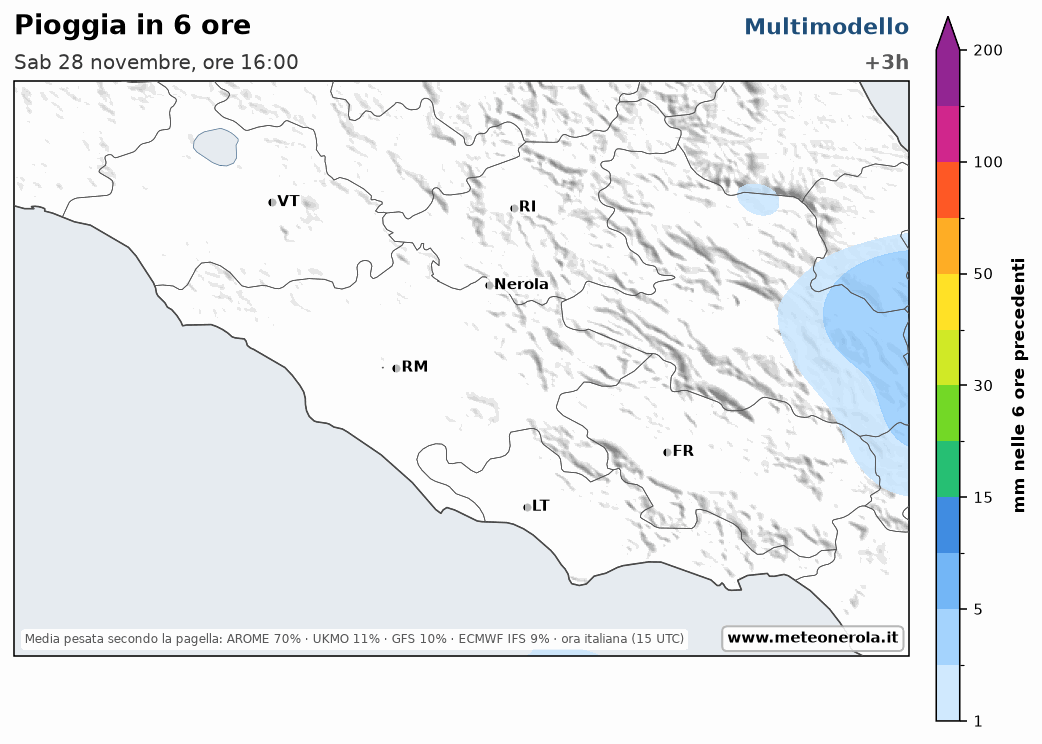 Pioggia in 6 ore
Multimodello
Sab 28 novembre, ore 16:00
+3h
VT
RI
Nerola
RM
FR
LT
Media pesata secondo la pagella: AROME 70% · UKMO 11% · GFS 10% · ECMWF IFS 9% · ora italiana (15 UTC)
www.meteonerola.it
200
100
50
30
15
5
1
mm nelle 6 ore precedenti